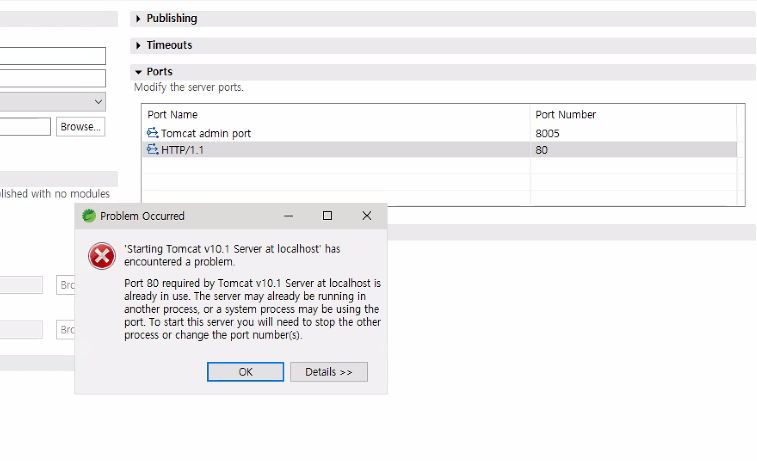 Publishing
Timeouts
Ports
Modify the server ports.
Browse...
Port Name Port Number
Tomcat admin port 8005
HTTP/1.1 80
lished with no modules
Problem Occurred
'Starting Tomcat v10.1 Server at localhost' has
encountered a problem.
Port 80 required by Tomcat v10.1 Server at localhost is
already in use. The server may already be running in
another process, or a system process may be using the
port. To start this server you will need to stop the other
process or change the port number(s).
Brc
Brc
OK Details >>